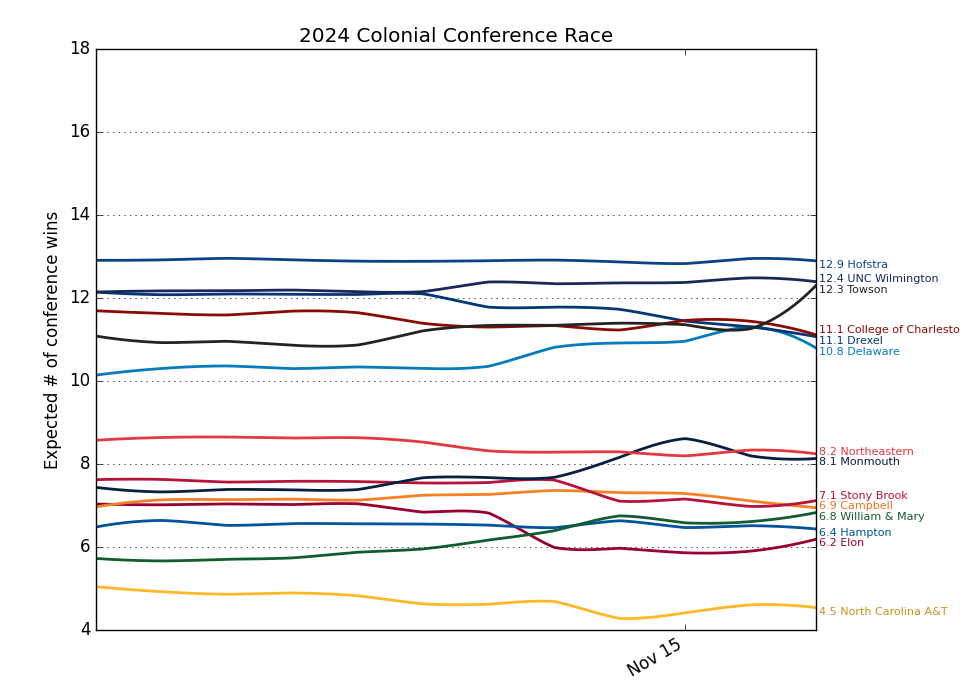 2024 Colonial Conference Race
Expected # of conference wins
18
16
14
12
10
8
6
4
Nov 15
12.9 Hofstra
12.4 UNC Wilmington
12.3 Towson
11.1 College of Charlesto
11.1 Drexel
10.8 Delaware
8.2 Northeastern
8.1 Monmouth
7.1 Stony Brook
6.9 Campbell
6.8 William & Mary
6.4 Hampton
6.2 Elon
4.5 North Carolina A&T